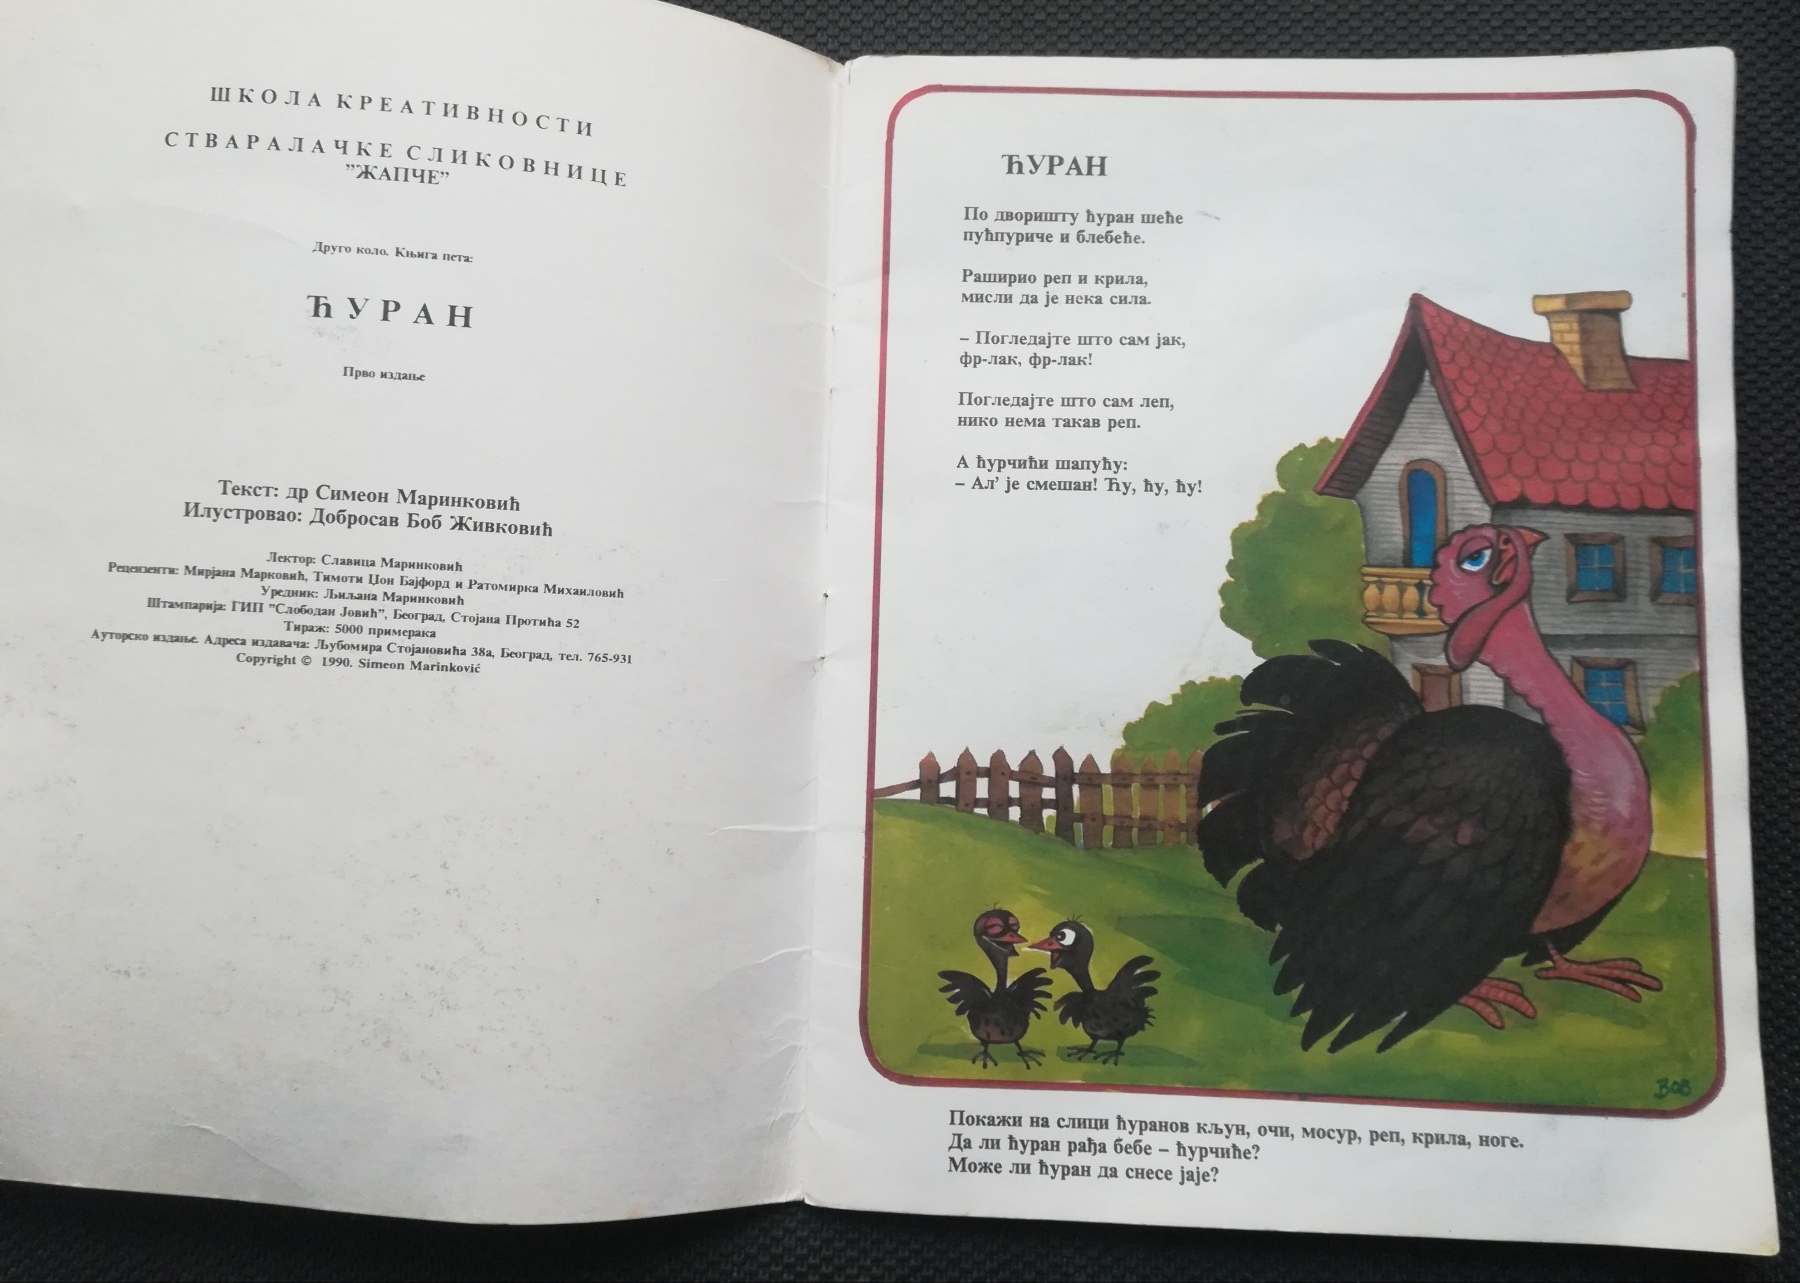 ШКОЛА КРЕАТИВНОСТИ
СТВАРАЛАЧКЕ СЛИКОВНИЦЕ
”ЖАПЧЕ”
Друго коло. Књига пета:
ЋУРАН
Прво издање
Текст: др Симеон Маринковић
Илустровао: Добросав Боб Живковић
Лектор: Славица Маринковић
Рецензенти: Мирјана Марковић, Тимоти Џон Бајфорд и Ратомирка Михаиловић
Уредник: Љиљана Маринковић
Штампарија: ГИП ”Слободан Јовић”, Београд, Стојана Протића 52
Тираж: 5000 примерака
Ауторско издање. Адреса издавача: Љубомира Стојановића 38а, Београд, тел. 765-931
Copyright © 1990. Simeon Marinković
ЋУРАН
По дворишту ћуран шеће
пућпуриче и блебеће.
Раширио реп и крила,
мисли да је нека сила.
– Погледајте што сам јак,
фр-лак, фр-лак!
Погледајте што сам леп,
нико нема такав реп.
А ћурчићи шапућу:
– Ал’ је смешан! Ћу, ћу, ћу!
BOB
Покажи на слици ћуранов кљун, очи, мосур, реп, крила, ноге.
Да ли ћуран рађа бебе – ћурчиће?
Може ли ћуран да снесе јаје?